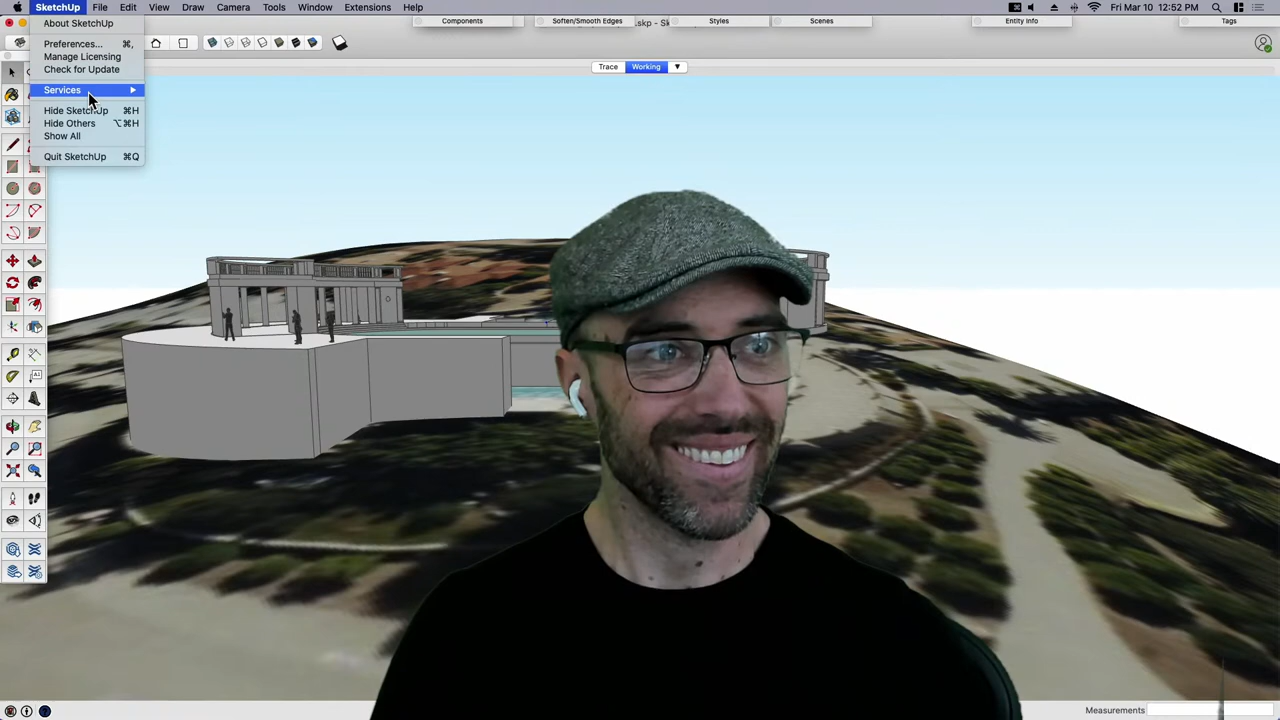 SketchUp File Edit View Draw Camera Tools Window Extensions Help Fri Mar 10 12:52 PM
About SketchUp
Preferences... ⌘,
Manage Licensing
Check for Update
Services
Hide SketchUp ⌘H
Hide Others ⌥⌘H
Show All
Quit SketchUp ⌘Q
Components
Soften/Smooth Edges
.skp - Sk
Styles
Scenes
Entity Info
Tags
Trace Working
Measurements